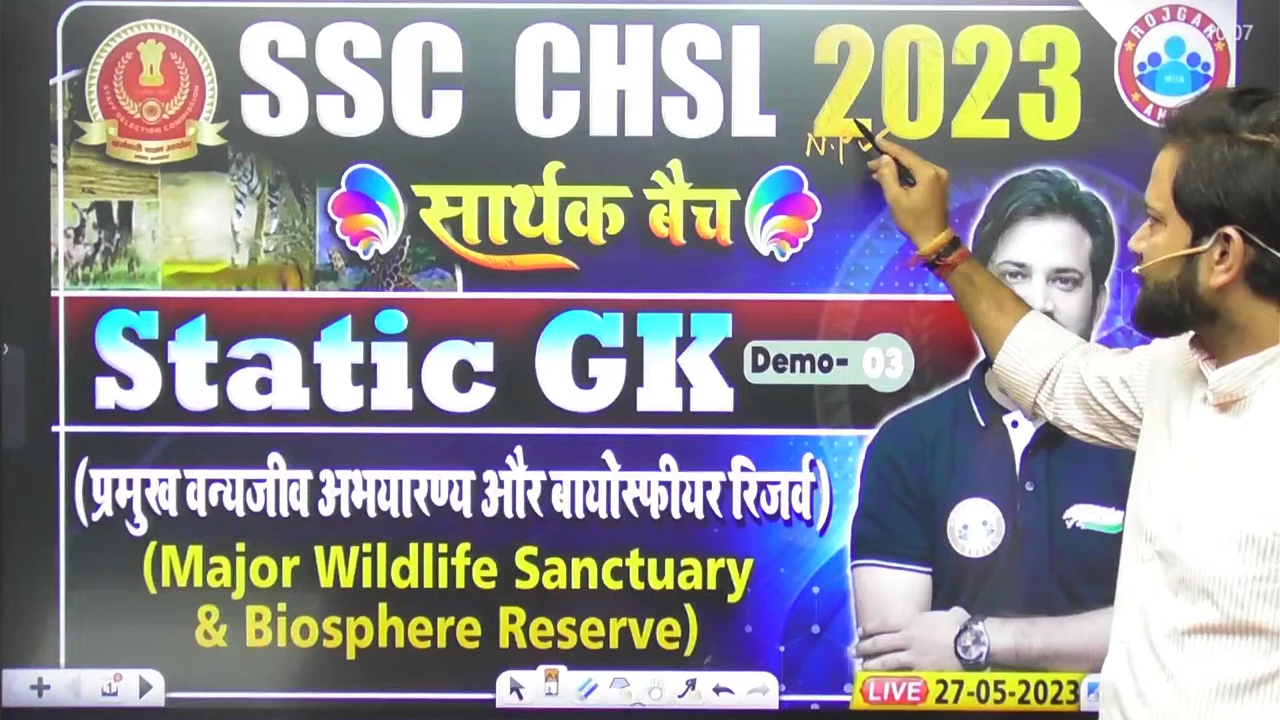 SSC CHSL 2023
N.P
सार्थक बैच
Static GK
Demo- 03
(प्रमुख वन्यजीव अभयारण्य और बायोस्फीयर रिजर्व)
(Major Wildlife Sanctuary
& Biosphere Reserve)
LIVE 27-05-2023